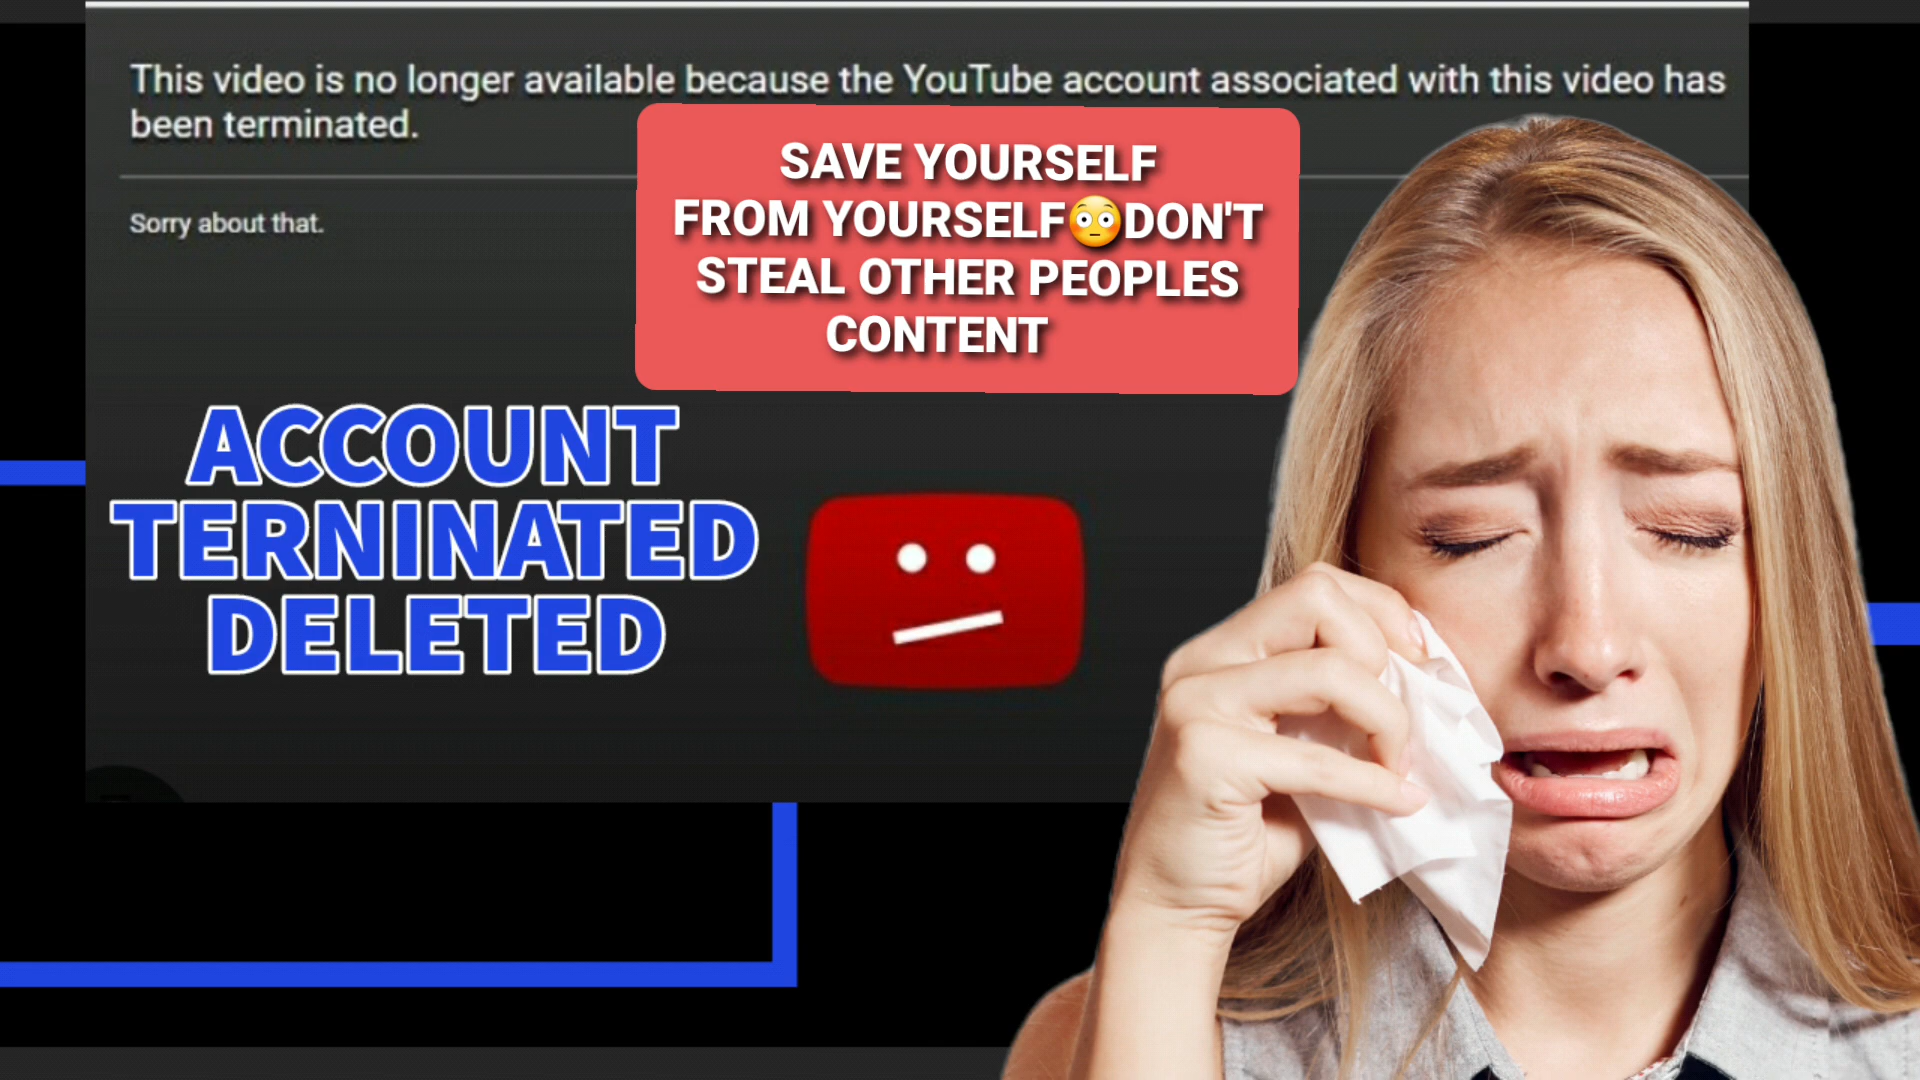 This video is no longer available because the YouTube account associated with this video has
been terminated.
Sorry about that.
SAVE YOURSELF
FROM YOURSELF😳DON'T
STEAL OTHER PEOPLES
CONTENT
ACCOUNT
TERNINATED
DELETED